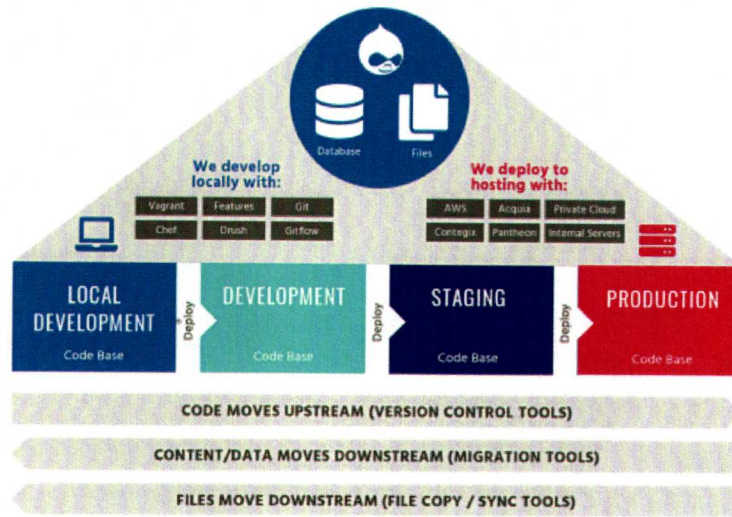 Database
Files
We develop
locally with:
Vagrant
Features
Git
Chef
Drush
Gitflow
We deploy to
hosting with:
AWS
Acquia
Private Cloud
Contegix
Pantheon
Internal Servers
LOCAL
DEVELOPMENT
Code Base
Deploy
DEVELOPMENT
Code Base
Deploy
STAGING
Code Base
Deploy
PRODUCTION
Code Base
CODE MOVES UPSTREAM (VERSION CONTROL TOOLS)
CONTENT/DATA MOVES DOWNSTREAM (MIGRATION TOOLS)
FILES MOVE DOWNSTREAM (FILE COPY / SYNC TOOLS)